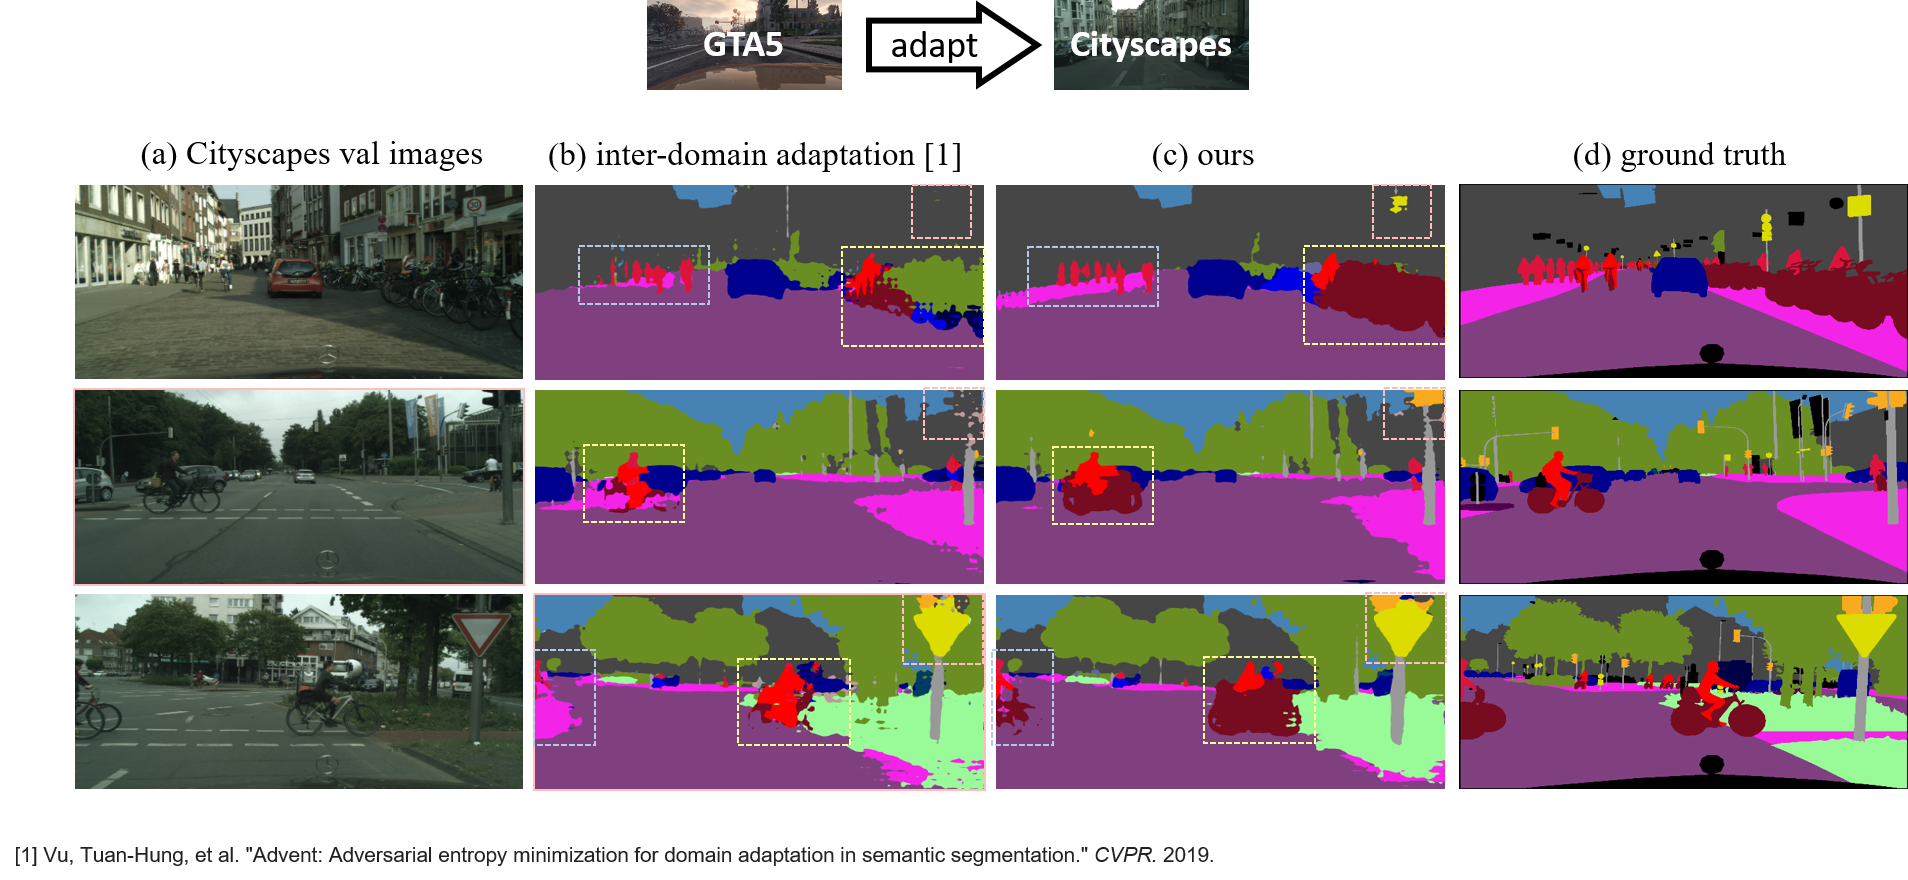 GTA5 adapt Cityscapes
(a) Cityscapes val images (b) inter-domain adaptation [1] (c) ours (d) ground truth
30
[1] Vu, Tuan-Hung, et al. "Advent: Adversarial entropy minimization for domain adaptation in semantic segmentation." CVPR. 2019.